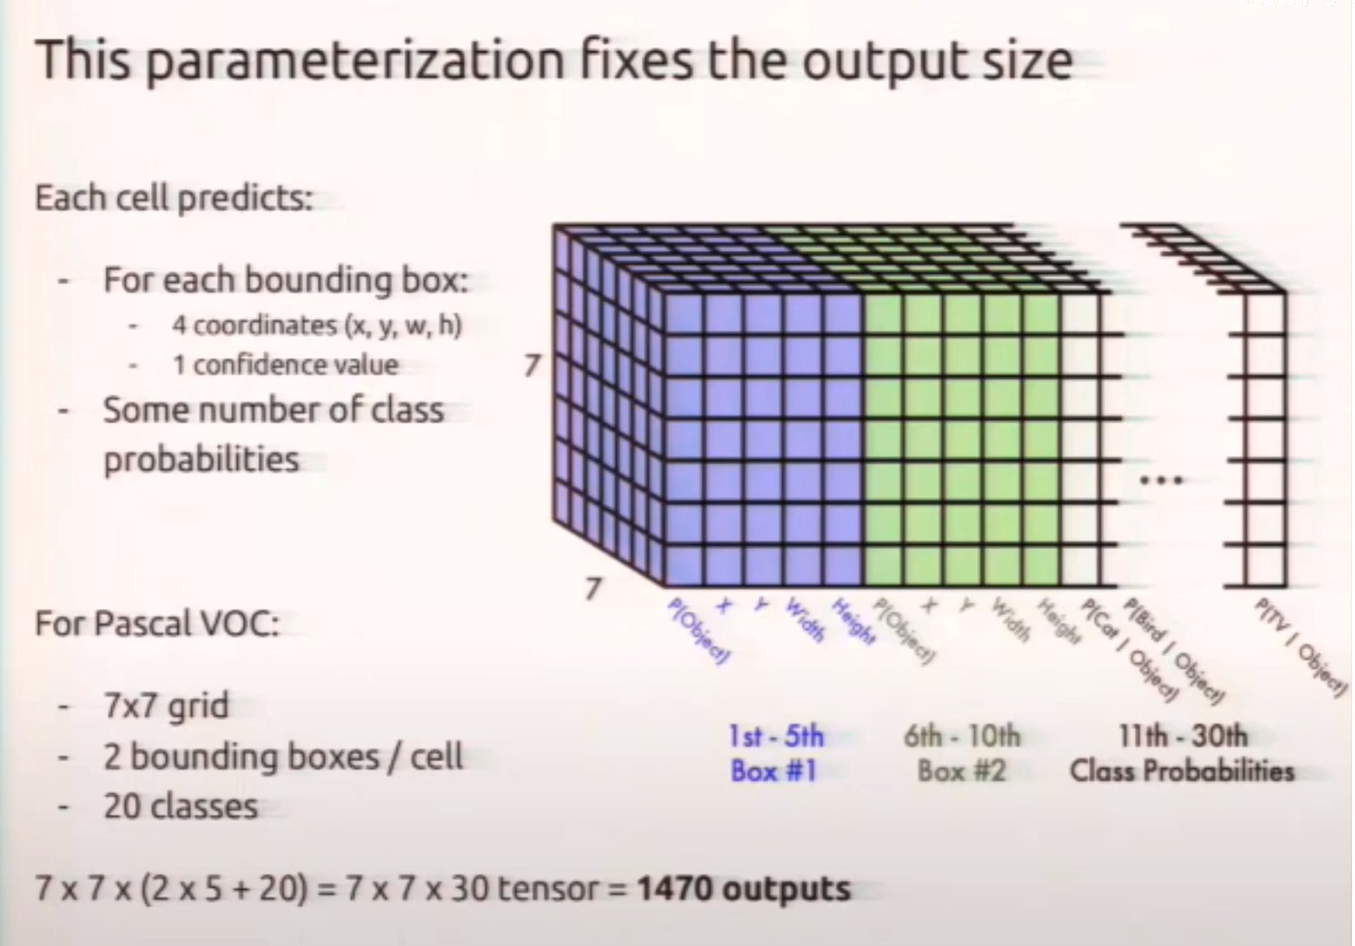 This parameterization fixes the output size
Each cell predicts:
- For each bounding box:
- 4 coordinates (x, y, w, h)
- 1 confidence value
- Some number of class
probabilities
7
7
...
P(Object)
X
Y
Width
Height
P(Object)
X
Y
Width
Height
P(Cat | Object)
P(Bird | Object)
P(TV | Object)
1st - 5th
Box #1
6th - 10th
Box #2
11th - 30th
Class Probabilities
For Pascal VOC:
- 7x7 grid
- 2 bounding boxes / cell
- 20 classes
7 x 7 x (2 x 5 + 20) = 7 x 7 x 30 tensor = 1470 outputs